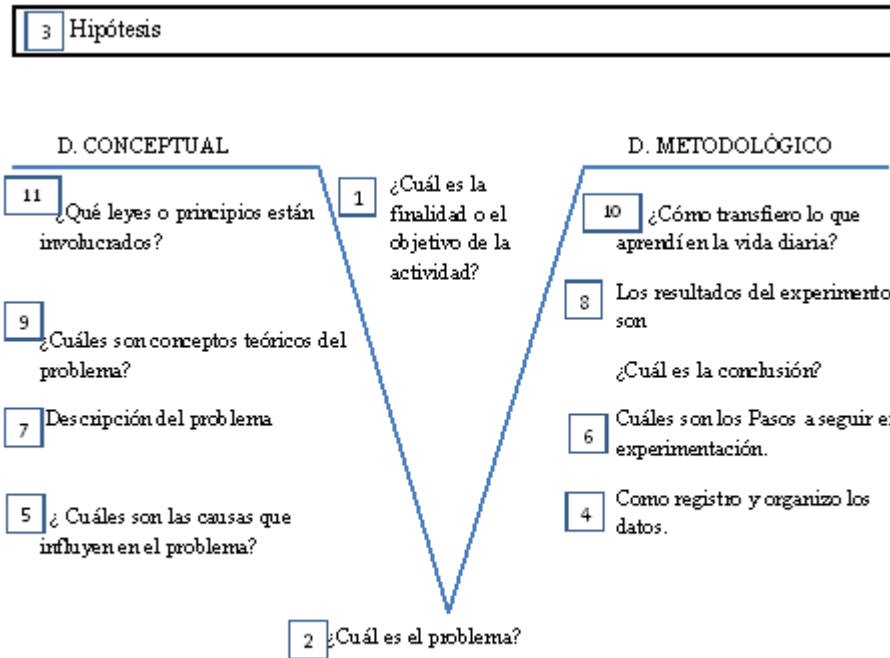 3 Hipótesis
D. CONCEPTUAL
11
¿Qué leyes o principios están
involucrados?
9
¿Cuáles son conceptos teóricos del
problema?
7 Descripción del problema
5 ¿ Cuáles son las causas que
influyen en el problema?
1 ¿Cuál es la
finalidad o el
objetivo de la
actividad?
2 ¿Cuál es el problema?
D. METODOLÓGICO
10 ¿Cómo transfiero lo que
aprendí en la vida diaria?
8 Los resultados del experimento
son
¿Cuál es la conclusión?
6 Cuáles son los Pasos a seguir
experimentación.
4 Como registro y organizo los
datos.